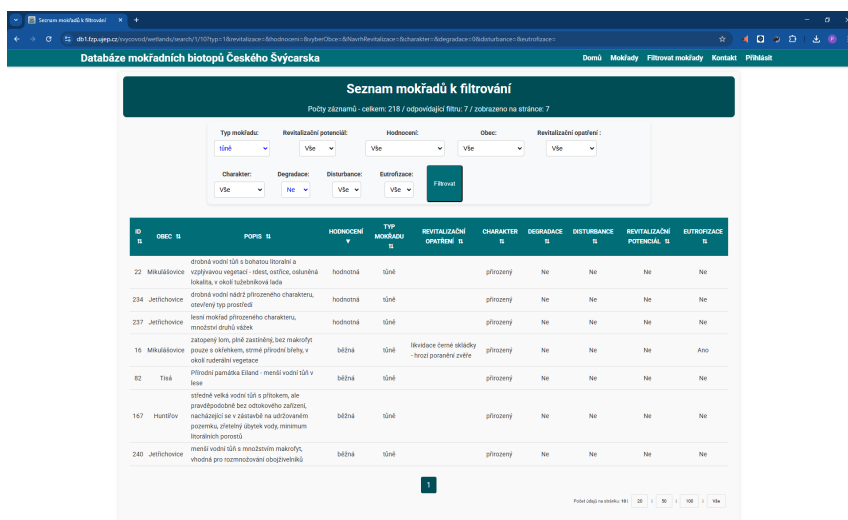 Seznam mokřadů k filtrování
db1.fzp.ujep.cz/svycovod/wetlands/search/1/10?typ=1&revitalizace=&hodnoceni=&vyberObce=&NavrhRevitalizace=&charakter=&degradace=0&disturbance=&eutrofizace=
Databáze mokřadních biotopů Českého Švýcarska
Domů Mokřady Filtrovat mokřady Kontakt Přihlásit
Seznam mokřadů k filtrování
Počty záznamů - celkem: 218 / odpovídající filtru: 7 / zobrazeno na stránce: 7
Typ mokřadu: Revitalizační potenciál: Hodnocení: Obec: Revitalizační opatření :
tůně Vše Vše Vše Vše
Charakter: Degradace: Disturbance: Eutrofizace:
Vše Ne Vše Vše Filtrovat
ID OBEC POPIS HODNOCENÍ TYP MOKŘADU REVITALIZAČNÍ OPATŘENÍ CHARAKTER DEGRADACE DISTURBANCE REVITALIZAČNÍ POTENCIÁL EUTROFIZACE
drobná vodní tůň s bohatou litoralní a
22 Mikulášovice vzplývavou vegetací - rdest, ostřice, osluněná hodnotná tůně přirozený Ne Ne Ne Ne
lokalita, v okolí tužebníková lada
234 Jetřichovice drobná vodní nádrž přirozeného charakteru, hodnotná tůně přirozený Ne Ne Ne Ne
otevřený typ prostředí
237 Jetřichovice lesní mokřad přirozeného charakteru, hodnotná tůně přirozený Ne Ne Ne Ne
množství druhů vážek
zatopený lom, plně zastíněný, bez makrofyt
16 Mikulášovice pouze s okřehkem, strmé přírodní břehy, v běžná tůně likvidace černé skládky - hrozí poranění zvěře přirozený Ne Ne Ne Ano
okolí ruderální vegetace
82 Tisá Přírodní památka Eiland - menší vodní tůň v běžná tůně přirozený Ne Ne Ne Ne
lese
středně velká vodní tůň s přítokem, ale
pravděpodobně bez odtokového zařízení,
167 Huntířov nacházející se v zástavbě na udržovaném běžná tůně přirozený Ne Ne Ne Ne
pozemku, zřetelný úbytek vody, minimum
litorálních porostů
240 Jetřichovice menší vodní tůň s množstvím makrofyt, běžná tůně přirozený Ne Ne Ne Ne
vhodná pro rozmnožování obojživelníků
1
Počet údajů na stránku: 10 | 20 | 50 | 100 | Vše